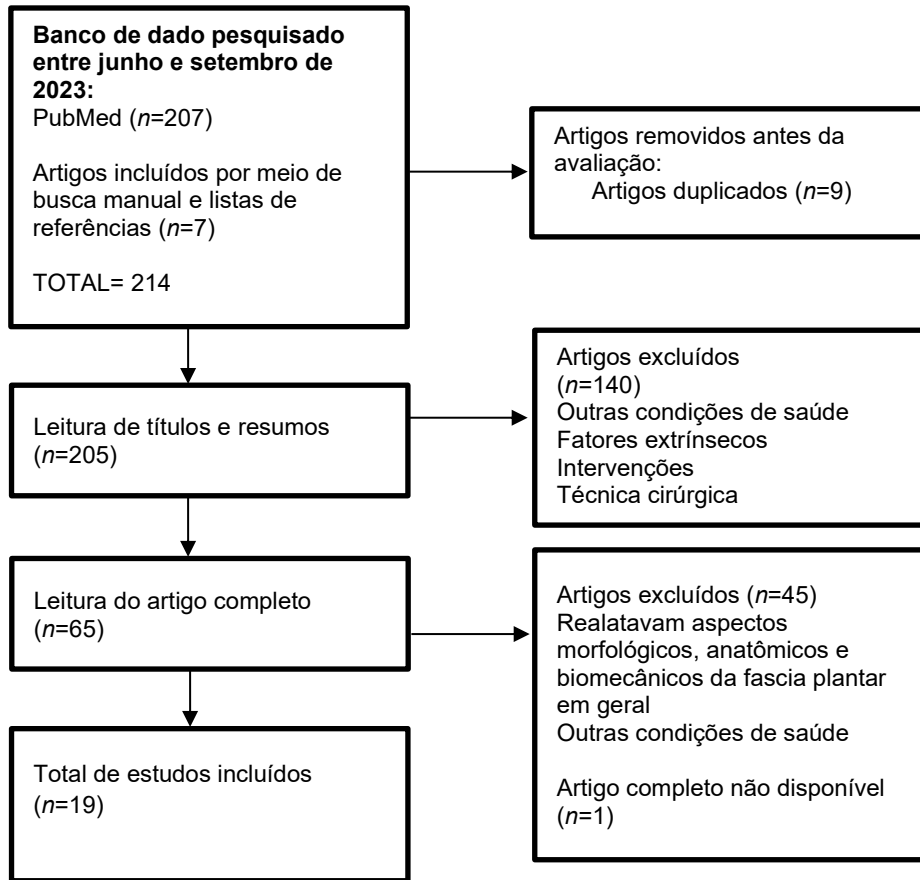 Banco de dado pesquisado
entre junho e setembro de
2023:
PubMed (n=207)
Artigos incluídos por meio de
busca manual e listas de
referências (n=7)
TOTAL= 214
Artigos removidos antes da
avaliação:
Artigos duplicados (n=9)
Leitura de títulos e resumos
(n=205)
Artigos excluídos
(n=140)
Outras condições de saúde
Fatores extrínsecos
Intervenções
Técnica cirúrgica
Leitura do artigo completo
(n=65)
Artigos excluídos (n=45)
Realatavam aspectos
morfológicos, anatômicos e
biomecânicos da fascia plantar
em geral
Outras condições de saúde
Artigo completo não disponível
(n=1)
Total de estudos incluídos
(n=19)